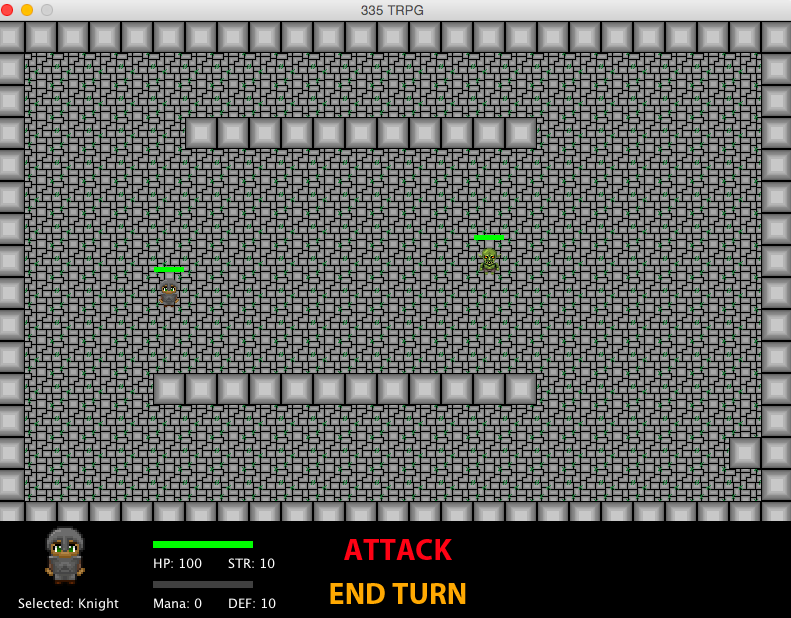 335 TRPG
ATTACK
HP: 100 STR: 10
END TURN
Selected: Knight Mana: 0 DEF: 10